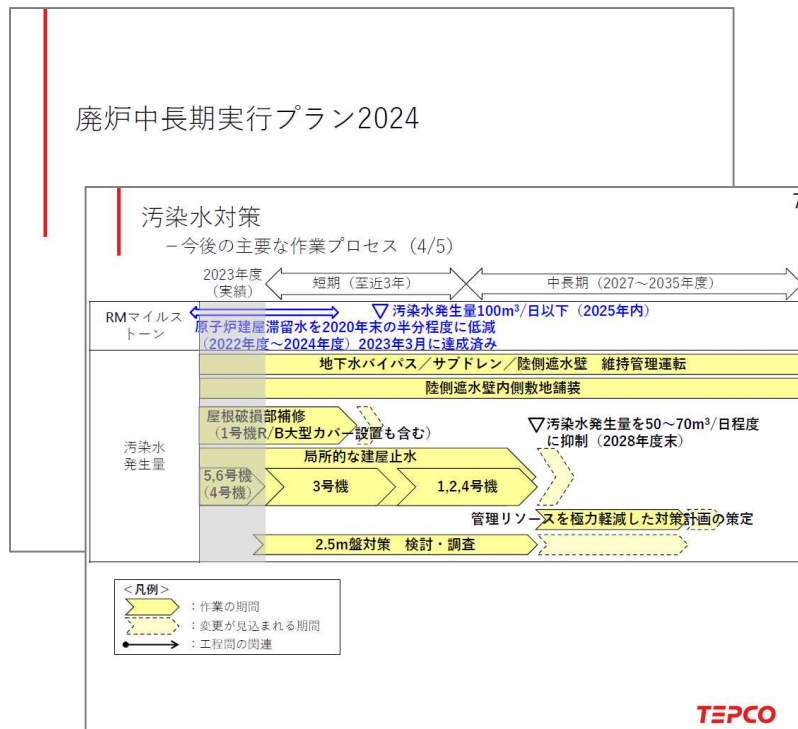 廃炉中長期実行プラン2024
7
汚染水対策
－今後の主要な作業プロセス（4/5）
2023年度
（実績）
短期（至近3年）
中長期（2027～2035年度）
RMマイルス
トーン
▽汚染水発生量100m³/日以下（2025年内）
原子炉建屋滞留水を2020年末の半分程度に低減
（2022年度～2024年度）2023年3月に達成済み
汚染水
発生量
地下水バイパス／サブドレン／陸側遮水壁　維持管理運転
陸側遮水壁内側敷地舗装
屋根破損部補修
（1号機R/B大型カバー設置も含む）
▽汚染水発生量を50～70m³/日程度
に抑制（2028年度末）
局所的な建屋止水
5,6号機
（4号機）
3号機
1,2,4号機
管理リソースを極力軽減した対策計画の策定
2.5m盤対策　検討・調査
＜凡例＞
：作業の期間
：変更が見込まれる期間
：工程間の関連
TEPCO